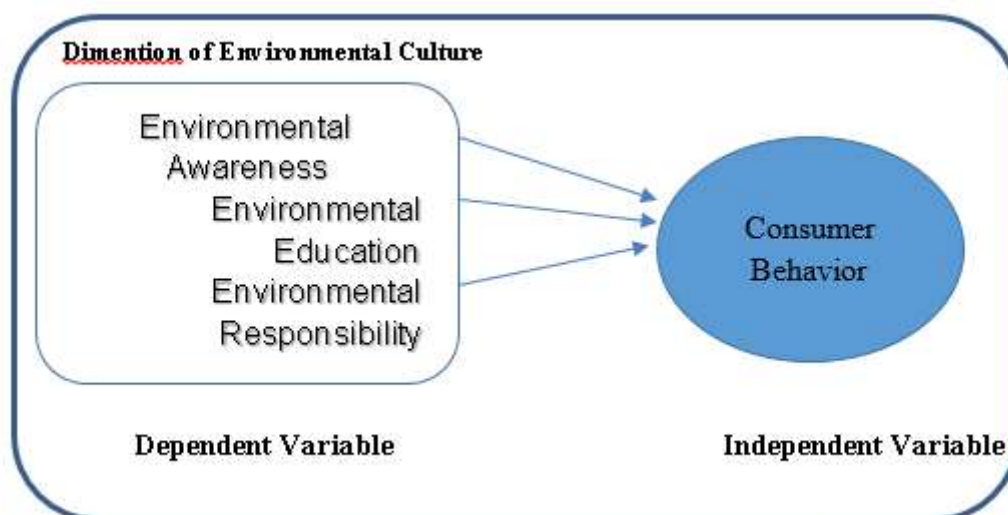 Dimention of Environmental Culture
Environmental
Awareness
Environmental
Education
Environmental
Responsibility
Consumer
Behavior
Dependent Variable
Independent Variable